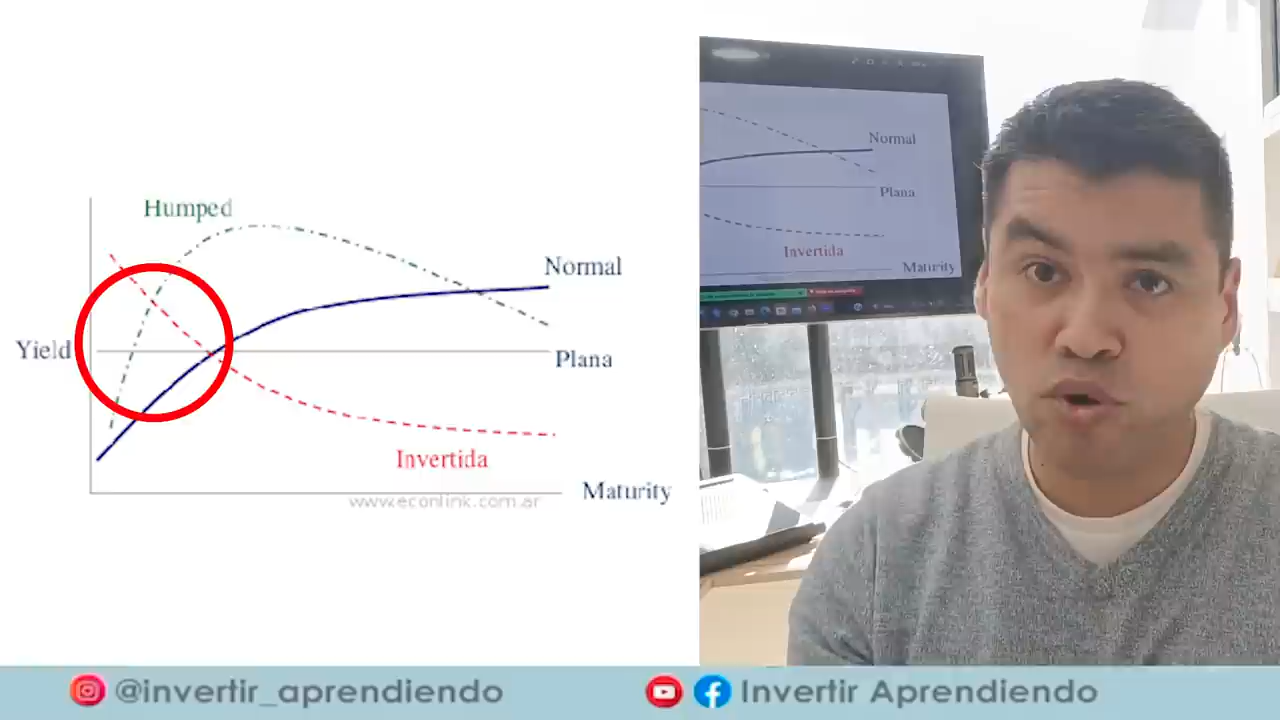 Humped
Normal
Yield
Plana
Invertida
Maturity
www.econlink.com.ar
Normal
Plana
Invertida
Maturity
@invertir_aprendiendo
Invertir Aprendiendo